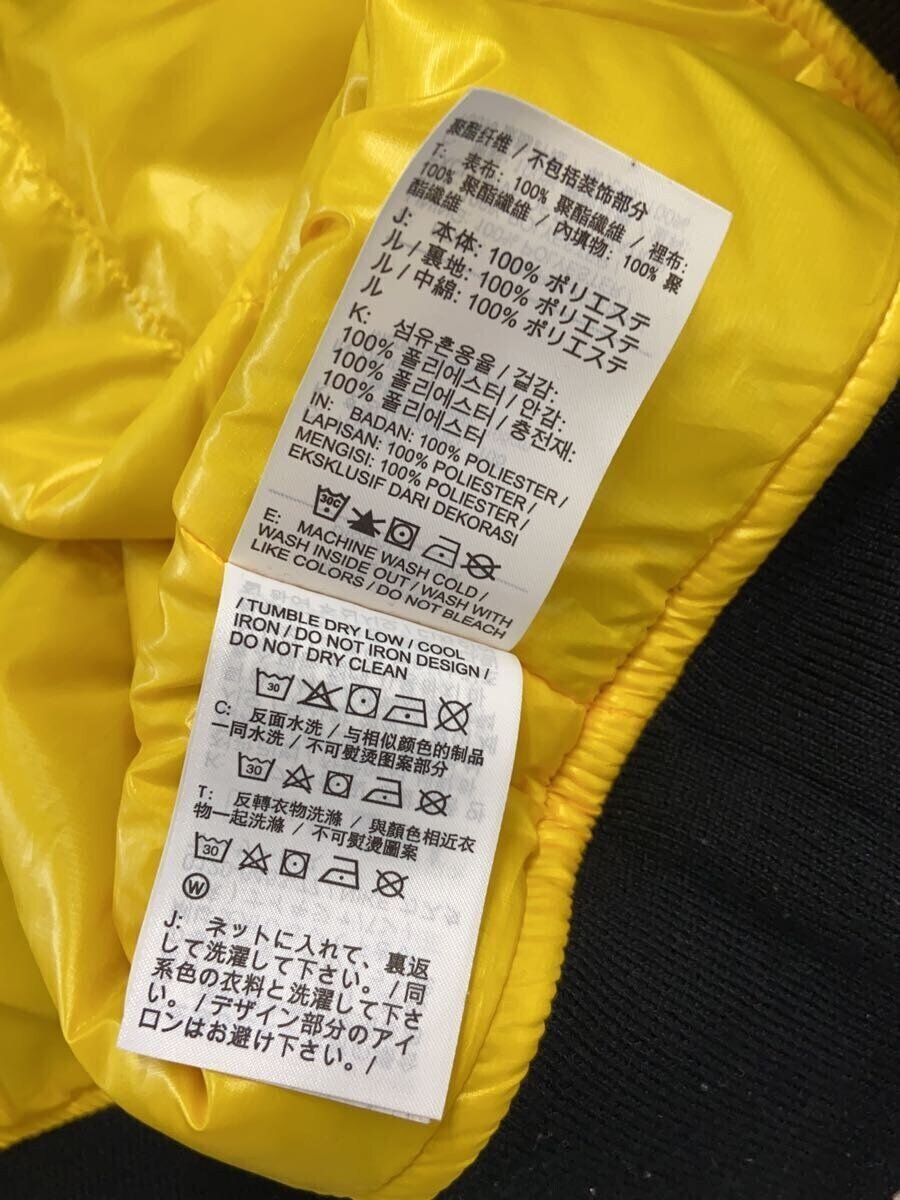 聚酯纤维 / 不包括装饰部分
T: 表布: 100% 聚酯纖維 / 裡布:
100% 聚酯纖維 / 內填物: 100% 聚
酯纖維
J: 本体: 100% ポリエステ
ル / 裏地: 100% ポリエステ
ル / 中綿: 100% ポリエステ
ル
K: 섬유혼용율 / 겉감:
100% 폴리에스터 / 안감:
100% 폴리에스터 / 충전재:
100% 폴리에스터
IN: BADAN: 100% POLIESTER /
LAPISAN: 100% POLIESTER /
MENGISI: 100% POLIESTER /
EKSKLUSIF DARI DEKORASI
30C
E: MACHINE WASH COLD /
WASH INSIDE OUT / WASH WITH
LIKE COLORS / DO NOT BLEACH
/ TUMBLE DRY LOW / COOL
IRON / DO NOT IRON DESIGN /
DO NOT DRY CLEAN
30
C: 反面水洗 / 与相似颜色的制品
一同水洗 / 不可熨烫图案部分
30
T: 反轉衣物洗滌 / 與顏色相近衣
物一起洗滌 / 不可熨燙圖案
30
W
J: ネットに入れて、裏返
して洗濯して下さい。 / 同
系色の衣料と洗濯して下さ
い。 / デザイン部分のアイ
ロンはお避け下さい。 /